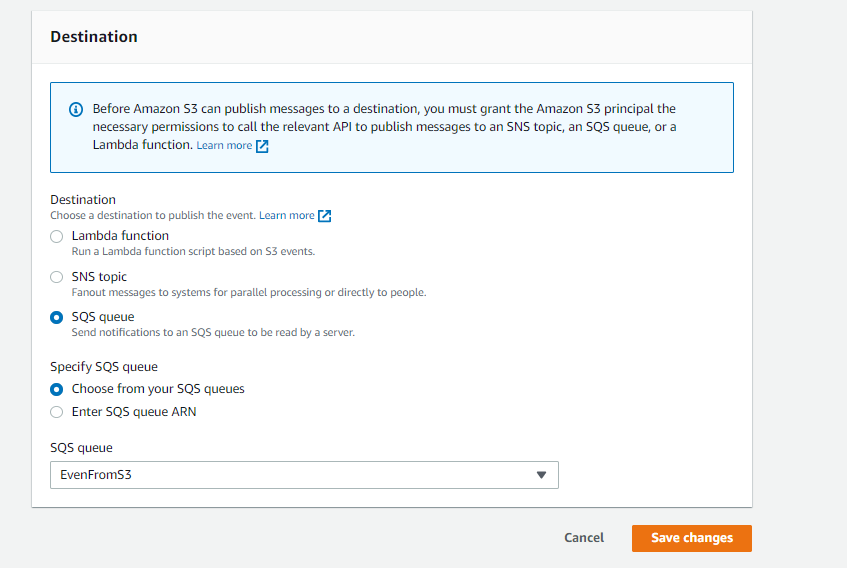 Destination
Before Amazon S3 can publish messages to a destination, you must grant the Amazon S3 principal the
necessary permissions to call the relevant API to publish messages to an SNS topic, an SQS queue, or a
Lambda function. Learn more
Destination
Choose a destination to publish the event. Learn more
Lambda function
Run a Lambda function script based on S3 events.
SNS topic
Fanout messages to systems for parallel processing or directly to people.
SQS queue
Send notifications to an SQS queue to be read by a server.
Specify SQS queue
Choose from your SQS queues
Enter SQS queue ARN
SQS queue
EvenFromS3
Cancel
Save changes